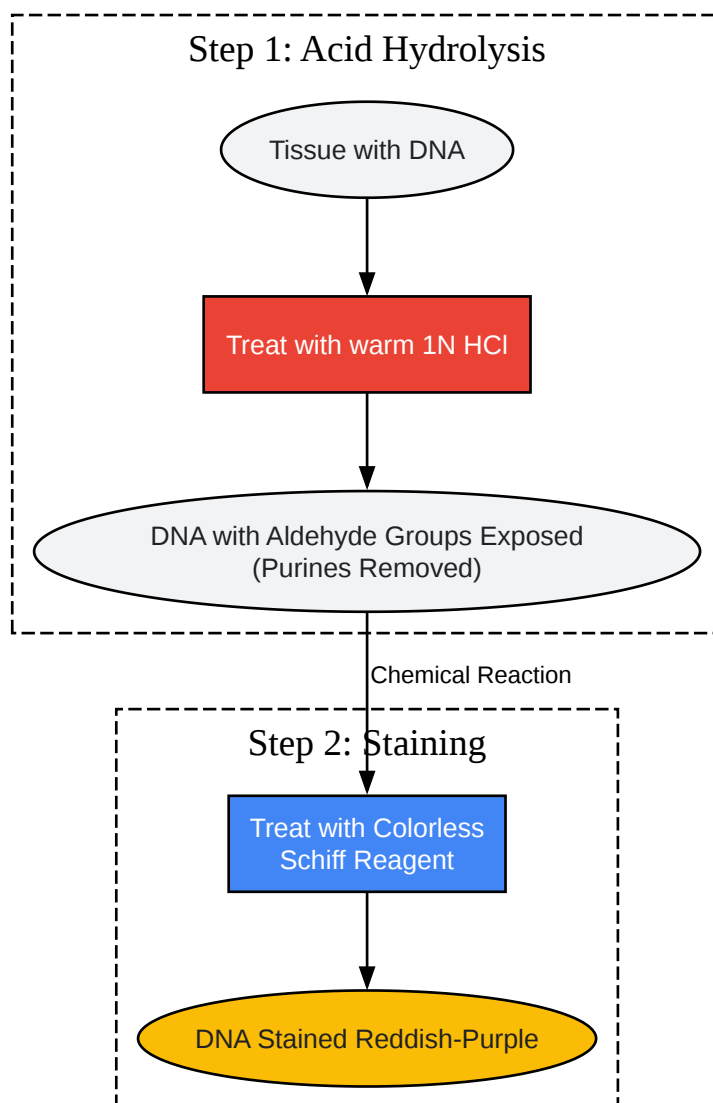 Step 1: Acid Hydrolysis
Tissue with DNA
Treat with warm 1N HCl
DNA with Aldehyde Groups Exposed
(Purines Removed)
Chemical Reaction
Step 2: Staining
Treat with Colorless
Schiff Reagent
DNA Stained Reddish-Purple